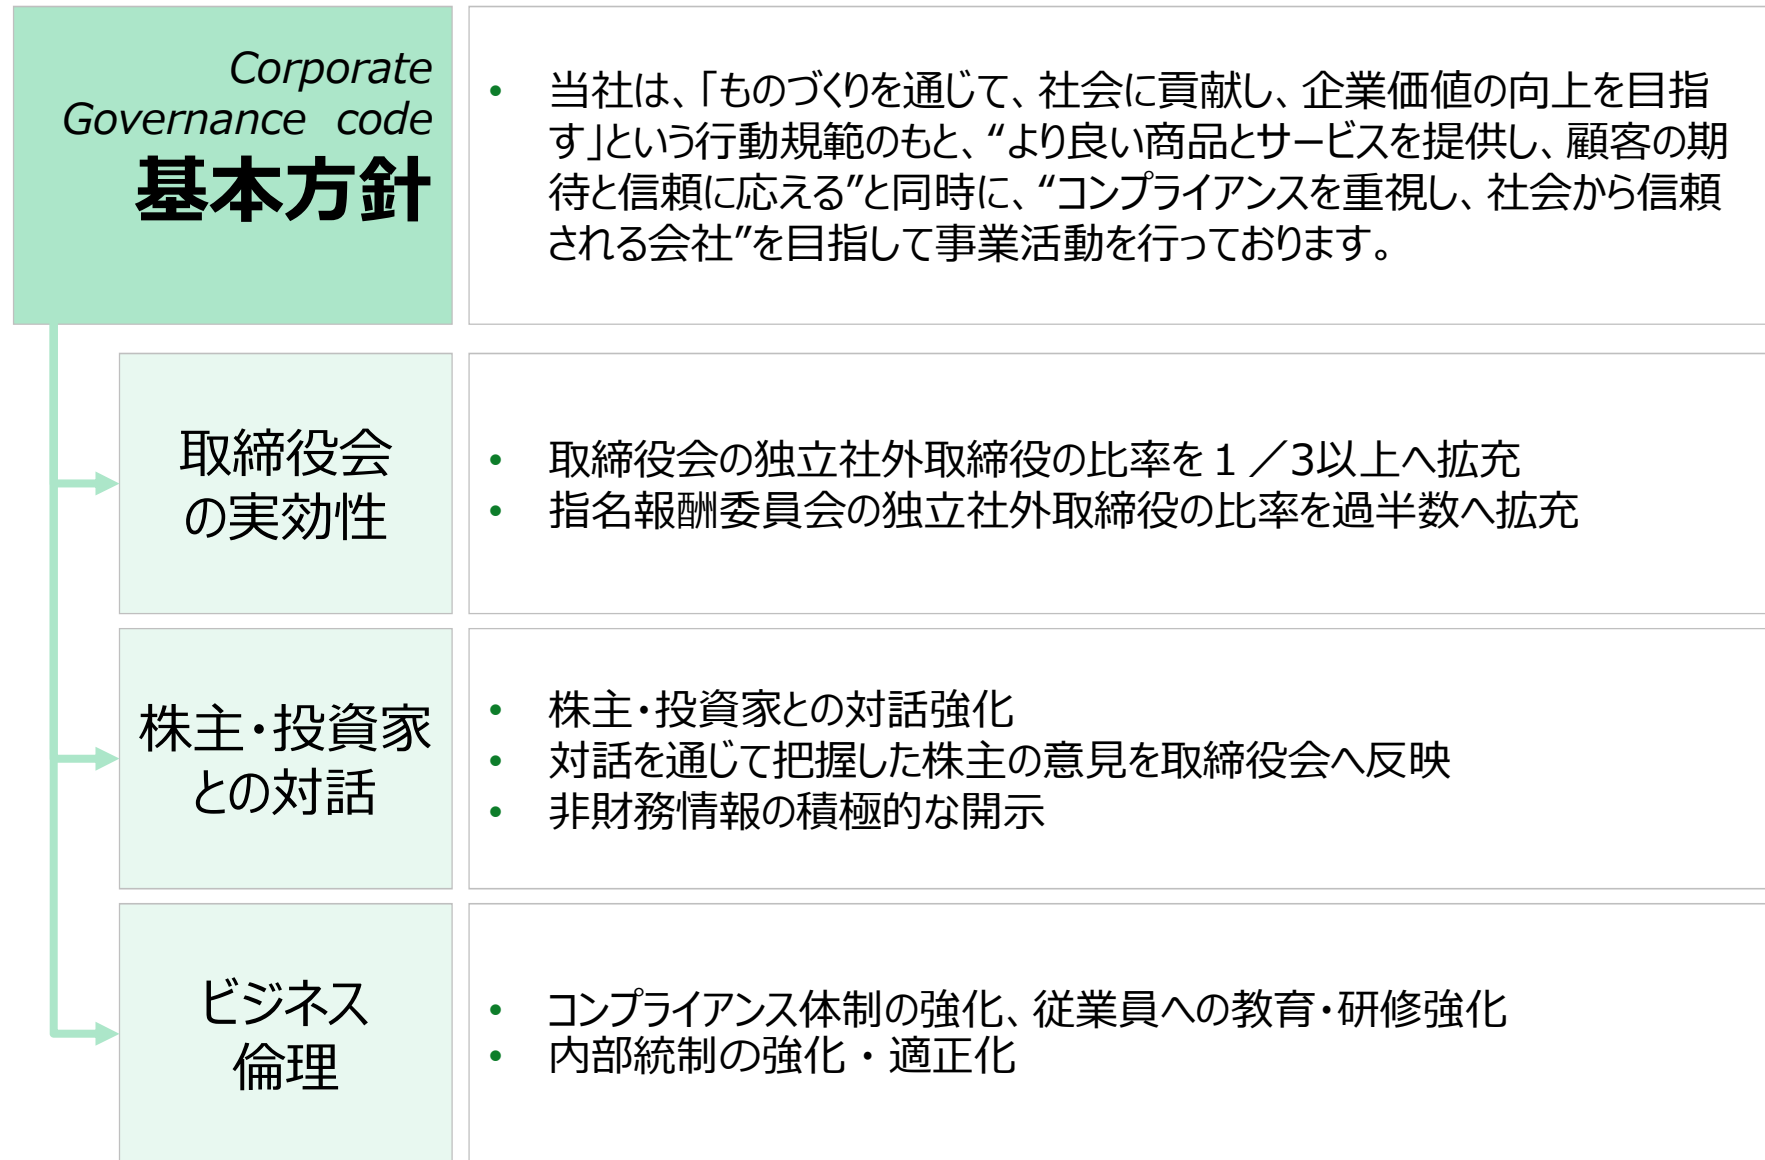 Corporate
Governance code
基本方針
• 当社は、「ものづくりを通じて、社会に貢献し、企業価値の向上を目指
す」という行動規範のもと、“より良い商品とサービスを提供し、顧客の期
待と信頼に応える”と同時に、“コンプライアンスを重視し、社会から信頼
される会社”を目指して事業活動を行っております。
取締役会
の実効性
• 取締役会の独立社外取締役の比率を1/3以上へ拡充
• 指名報酬委員会の独立社外取締役の比率を過半数へ拡充
株主・投資家
との対話
• 株主・投資家との対話強化
• 対話を通じて把握した株主の意見を取締役会へ反映
• 非財務情報の積極的な開示
ビジネス
倫理
• コンプライアンス体制の強化、従業員への教育・研修強化
• 内部統制の強化・適正化